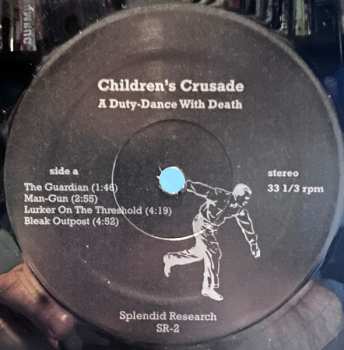 Children's Crusade
A Duty-Dance With Death
side a
stereo
33 1/3 rpm
The Guardian (1:46)
Man-Gun (2:55)
Lurker On The Threshold (4:19)
Bleak Outpost (4:52)
Splendid Research
SR-2